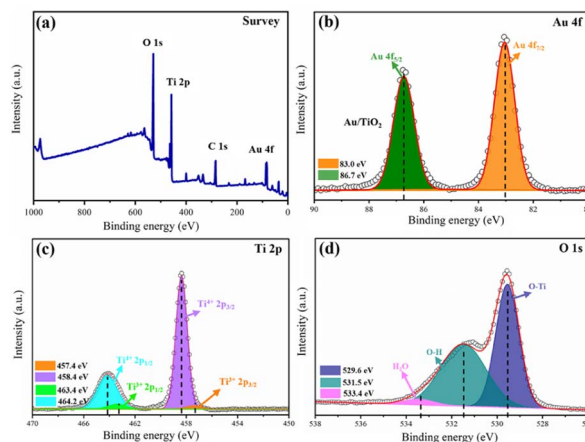 (a)
Survey
O 1s
Ti 2p
C 1s
Au 4f
Intensity (a.u.)
1000 800 600 400 200 0
Binding energy (eV)
(b)
Au 4f
Au 4f5/2
Au 4f7/2
Au/TiO2
83.0 eV
86.7 eV
Intensity (a.u.)
90 88 86 84 82 80
Binding energy (eV)
(c)
Ti 2p
Ti4+ 2p3/2
Ti4+ 2p1/2
Ti3+ 2p1/2
Ti3+ 2p3/2
457.4 eV
458.4 eV
463.4 eV
464.2 eV
Intensity (a.u.)
470 466 462 458 454 450
Binding energy (eV)
(d)
O 1s
O-Ti
O-H
H2O
529.6 eV
531.5 eV
533.4 eV
Intensity (a.u.)
538 536 534 532 530 528
Binding energy (eV)